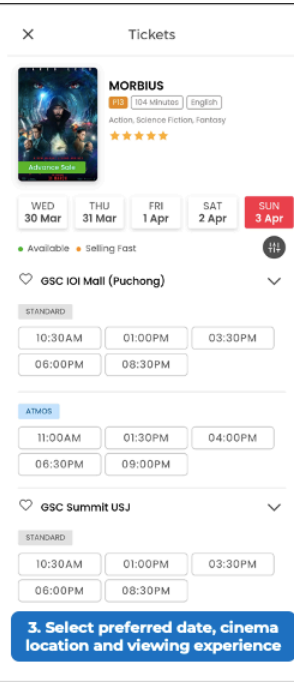 Tickets
MORBIUS
P13 104 Minutes English
Action, Science Fiction, Fantasy
Advance Sale
WED THU FRI SAT SUN
30 Mar 31 Mar 1 Apr 2 Apr 3 Apr
Available Selling Fast
GSC IOI Mall (Puchong)
STANDARD
10:30AM 01:00PM 03:30PM
06:00PM 08:30PM
ATMOS
11:00AM 01:30PM 04:00PM
06:30PM 09:00PM
GSC Summit USJ
STANDARD
10:30AM 01:00PM 03:30PM
06:00PM 08:30PM
3. Select preferred date, cinema
location and viewing experience